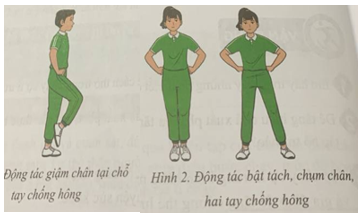 Động tác giậm chân tại chỗ
tay chống hông
Hình 2. Động tác bật tách, chụm chân,
hai tay chống hông